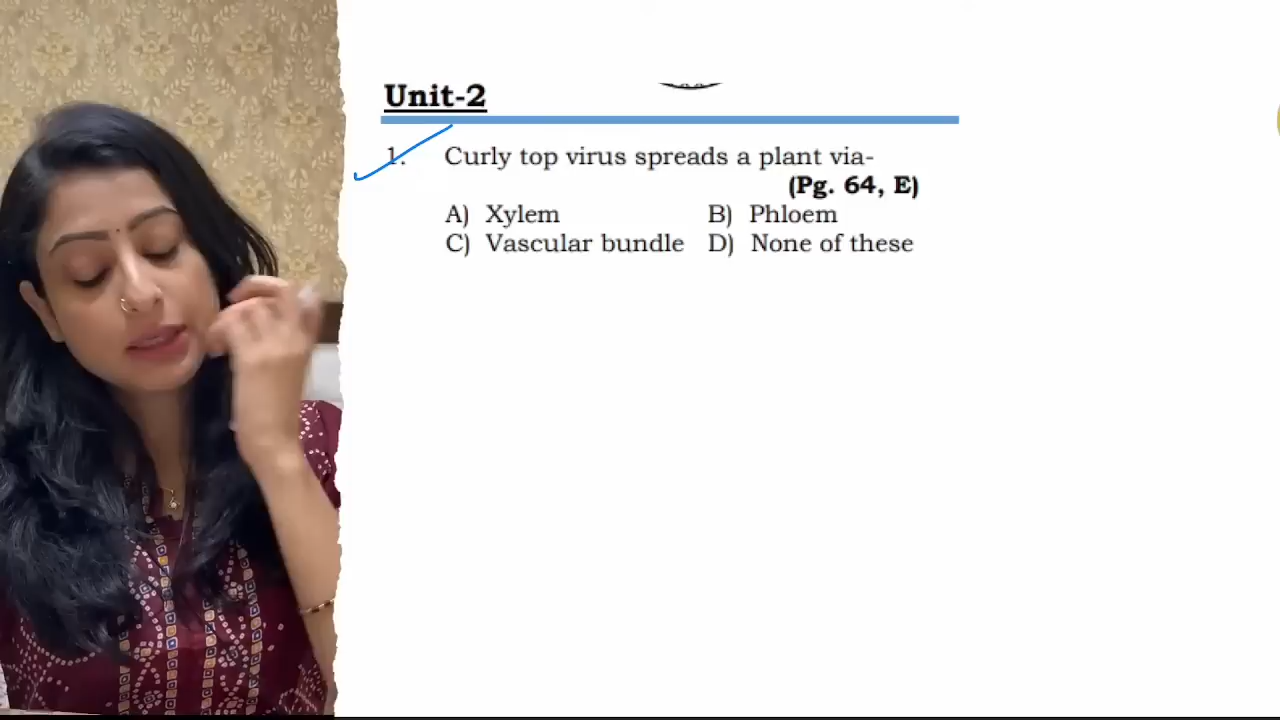 Unit-2
1. Curly top virus spreads a plant via-
(Pg. 64, E)
A) Xylem B) Phloem
C) Vascular bundle D) None of these